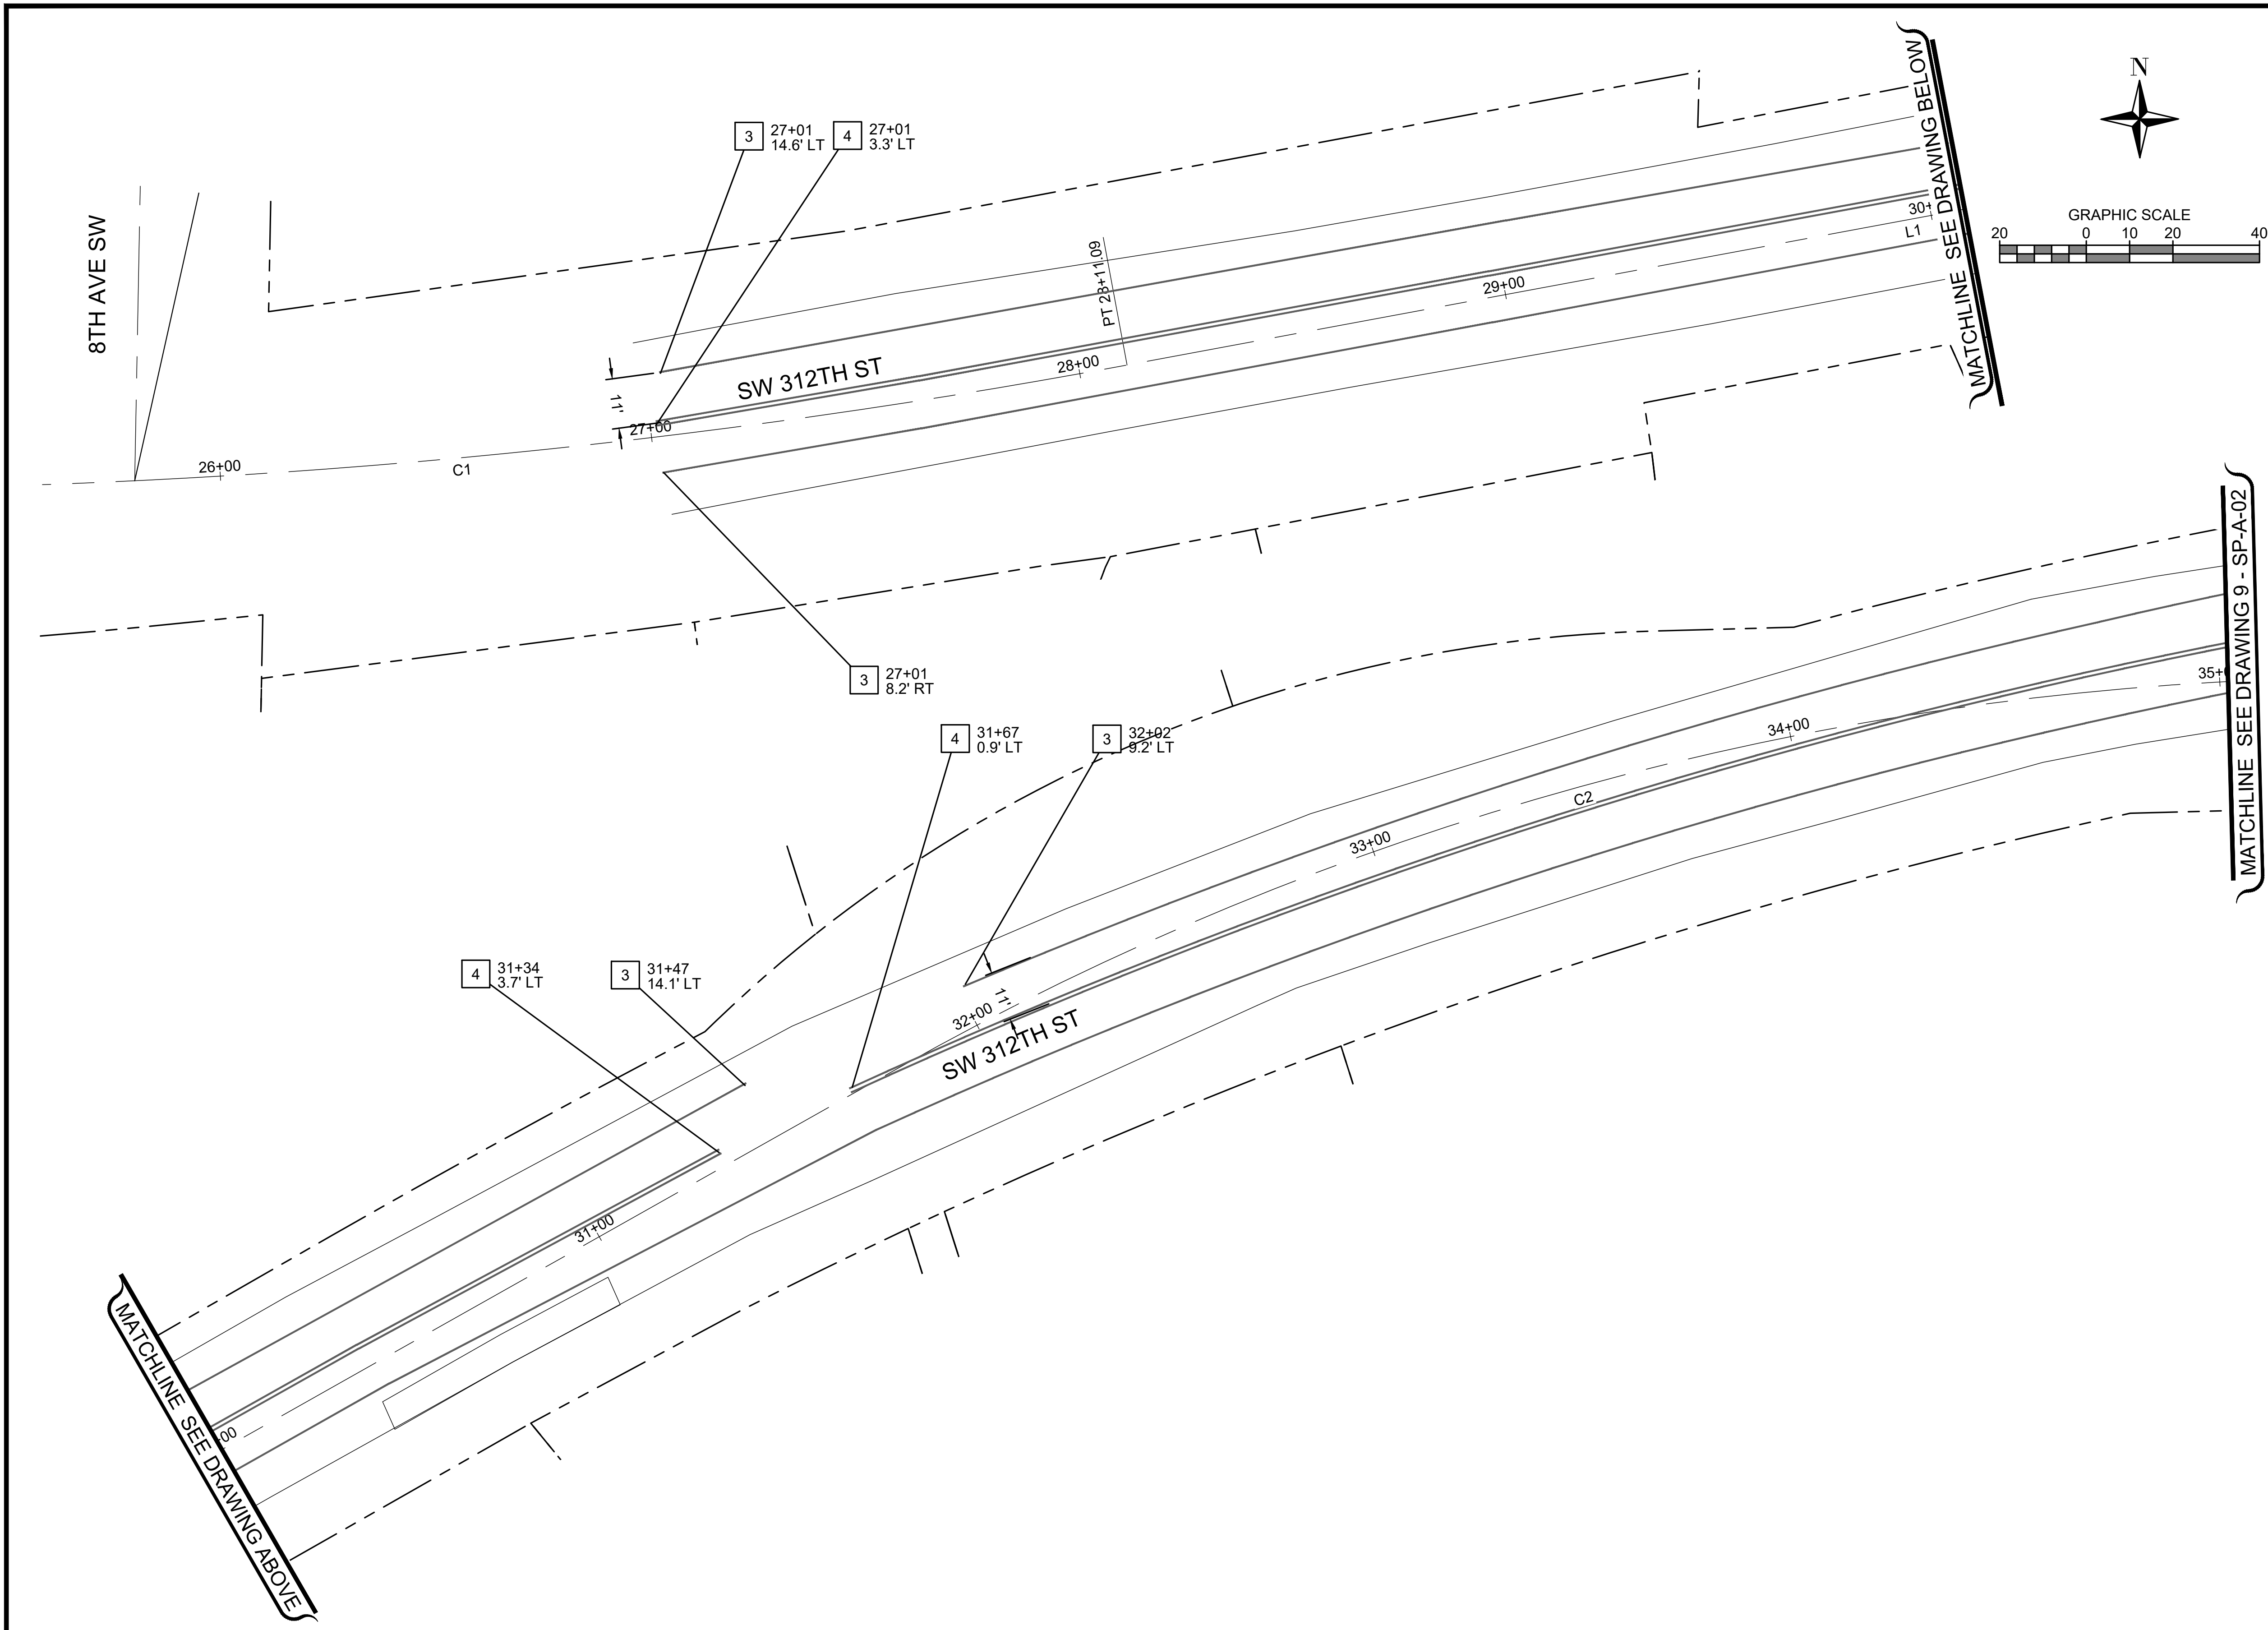 N
GRAPHIC SCALE
20 0 10 20 40
MATCHLINE SEE DRAWING BELOW
3 27+01
14.6' LT
4 27+01
3.3' LT
8TH AVE SW
PT 28+11.09
30+
L1
29+00
28+00
SW 312TH ST
11'
27+00
26+00
C1
3 27+01
8.2' RT
MATCHLINE SEE DRAWING 9 - SP-A-02
35+
4 31+67
0.9' LT
3 32+02
9.2' LT
34+00
C2
33+00
4 31+34
3.7' LT
3 31+47
14.1' LT
11'
32+00
SW 312TH ST
31+00
+00
MATCHLINE SEE DRAWING ABOVE